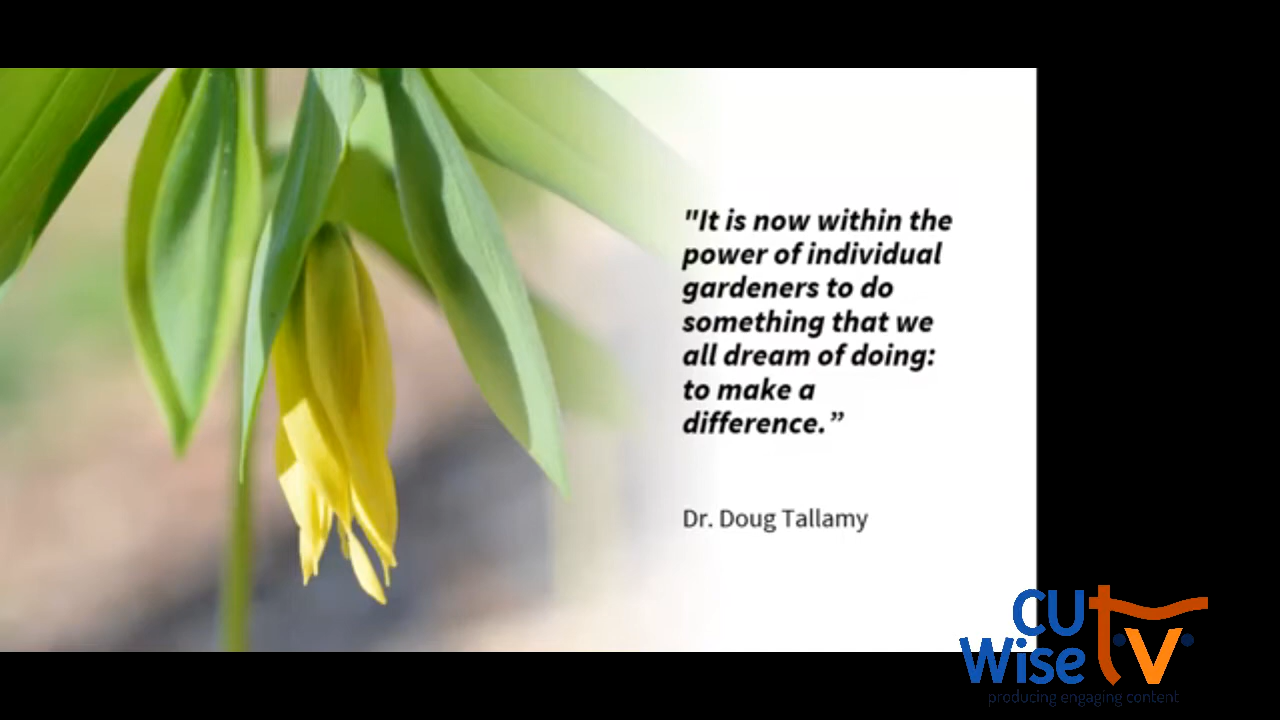 "It is now within the
power of individual
gardeners to do
something that we
all dream of doing:
to make a
difference.”
Dr. Doug Tallamy
CU
Wise
tv
producing engaging content